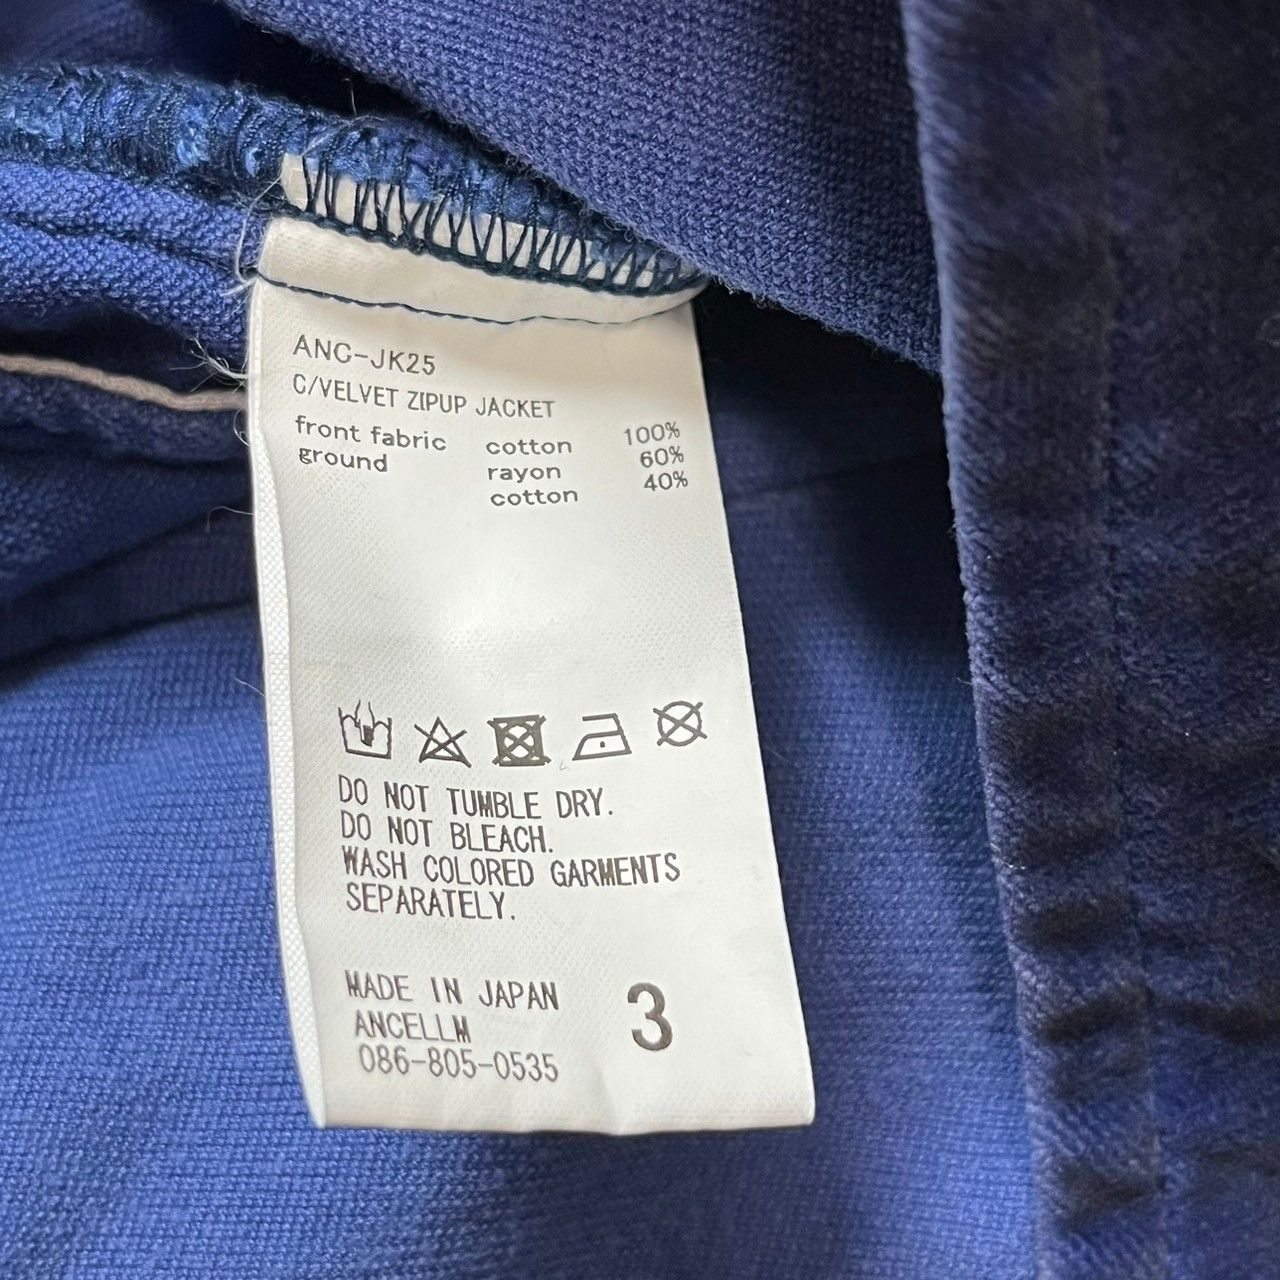 ANC-JK25
C/VELVET ZIPUP JACKET
front fabric cotton 100%
ground rayon 60%
cotton 40%
DO NOT TUMBLE DRY.
DO NOT BLEACH.
WASH COLORED GARMENTS
SEPARATELY.
MADE IN JAPAN
ANCELLM
086-805-0535
3